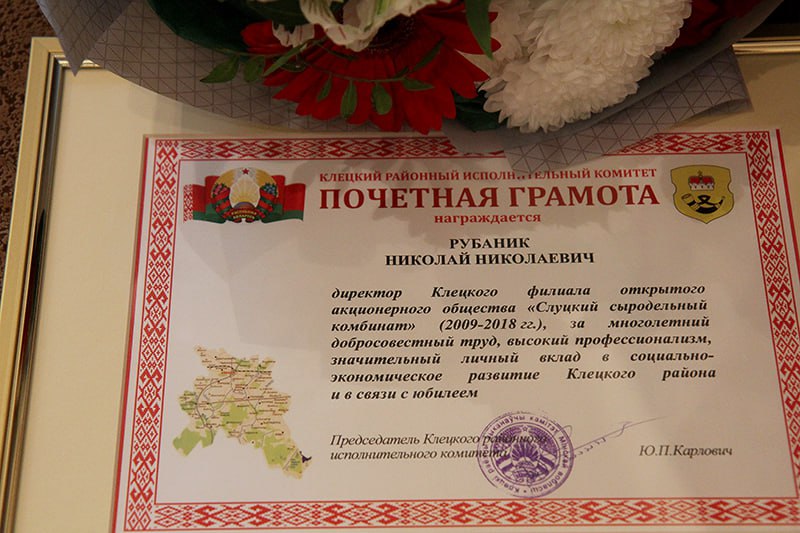 КЛЕЦКИЙ РАЙОННЫЙ ИСПОЛНИТЕЛЬНЫЙ КОМИТЕТ
ПОЧЕТНАЯ ГРАМОТА
награждается
РУБАНИК
НИКОЛАЙ НИКОЛАЕВИЧ
директор Клецкого филиала открытого
акционерного общества «Слуцкий сыродельный
комбинат» (2009-2018 гг.), за многолетний
добросовестный труд, высокий профессионализм,
значительный личный вклад в социально-
экономическое развитие Клецкого района
и в связи с юбилеем
Председатель Клецкого районного
исполнительного комитета
Ю.П.Карлович